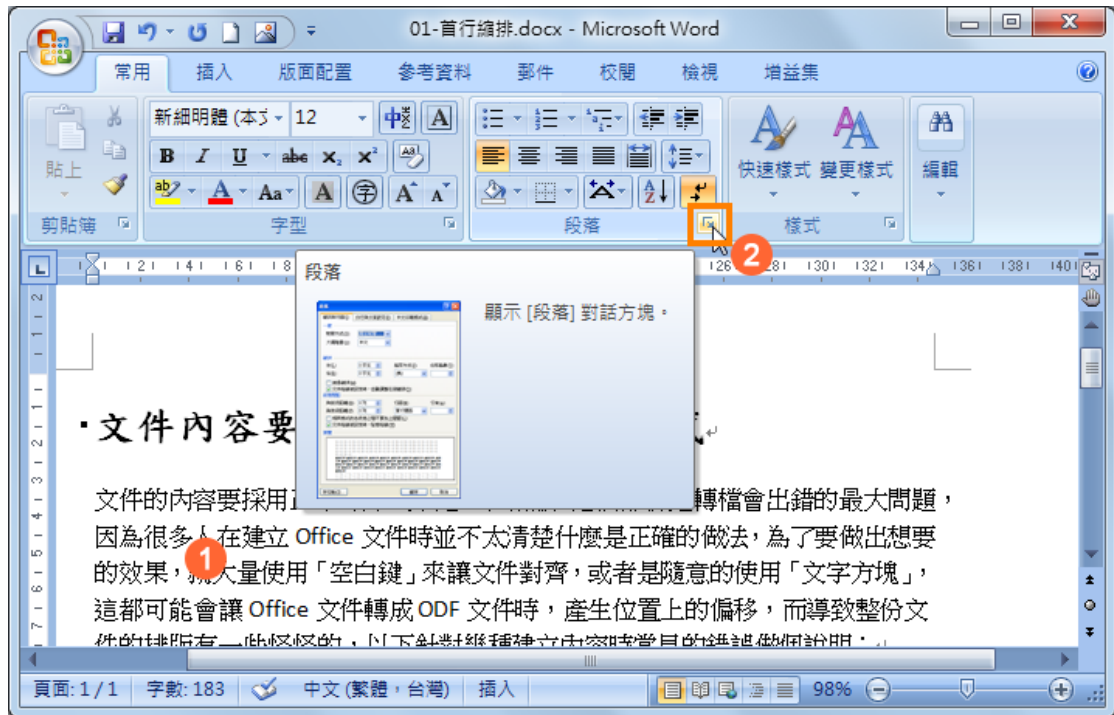 01-首行縮排.docx - Microsoft Word
常用 插入 版面配置 參考資料 郵件 校閱 檢視 增益集
新細明體 (本文 12
貼上
B I U abe x₂ x²
Aa A 字 A A
快速樣式 變更樣式 編輯
剪貼簿 字型 段落 樣式
2
段落
顯示 [段落] 對話方塊。
文件內容要
文件的內容要採用
轉檔會出錯的最大問題，
因為很多人在建立 Office 文件時並不太清楚什麼是正確的做法，為了要做出想要
1
的效果，就大量使用「空白鍵」來讓文件對齊，或者是隨意的使用「文字方塊」，
這都可能會讓 Office 文件轉成 ODF 文件時，產生位置上的偏移，而導致整份文
頁面: 1 / 1 字數: 183 中文 (繁體，台灣) 插入 98%